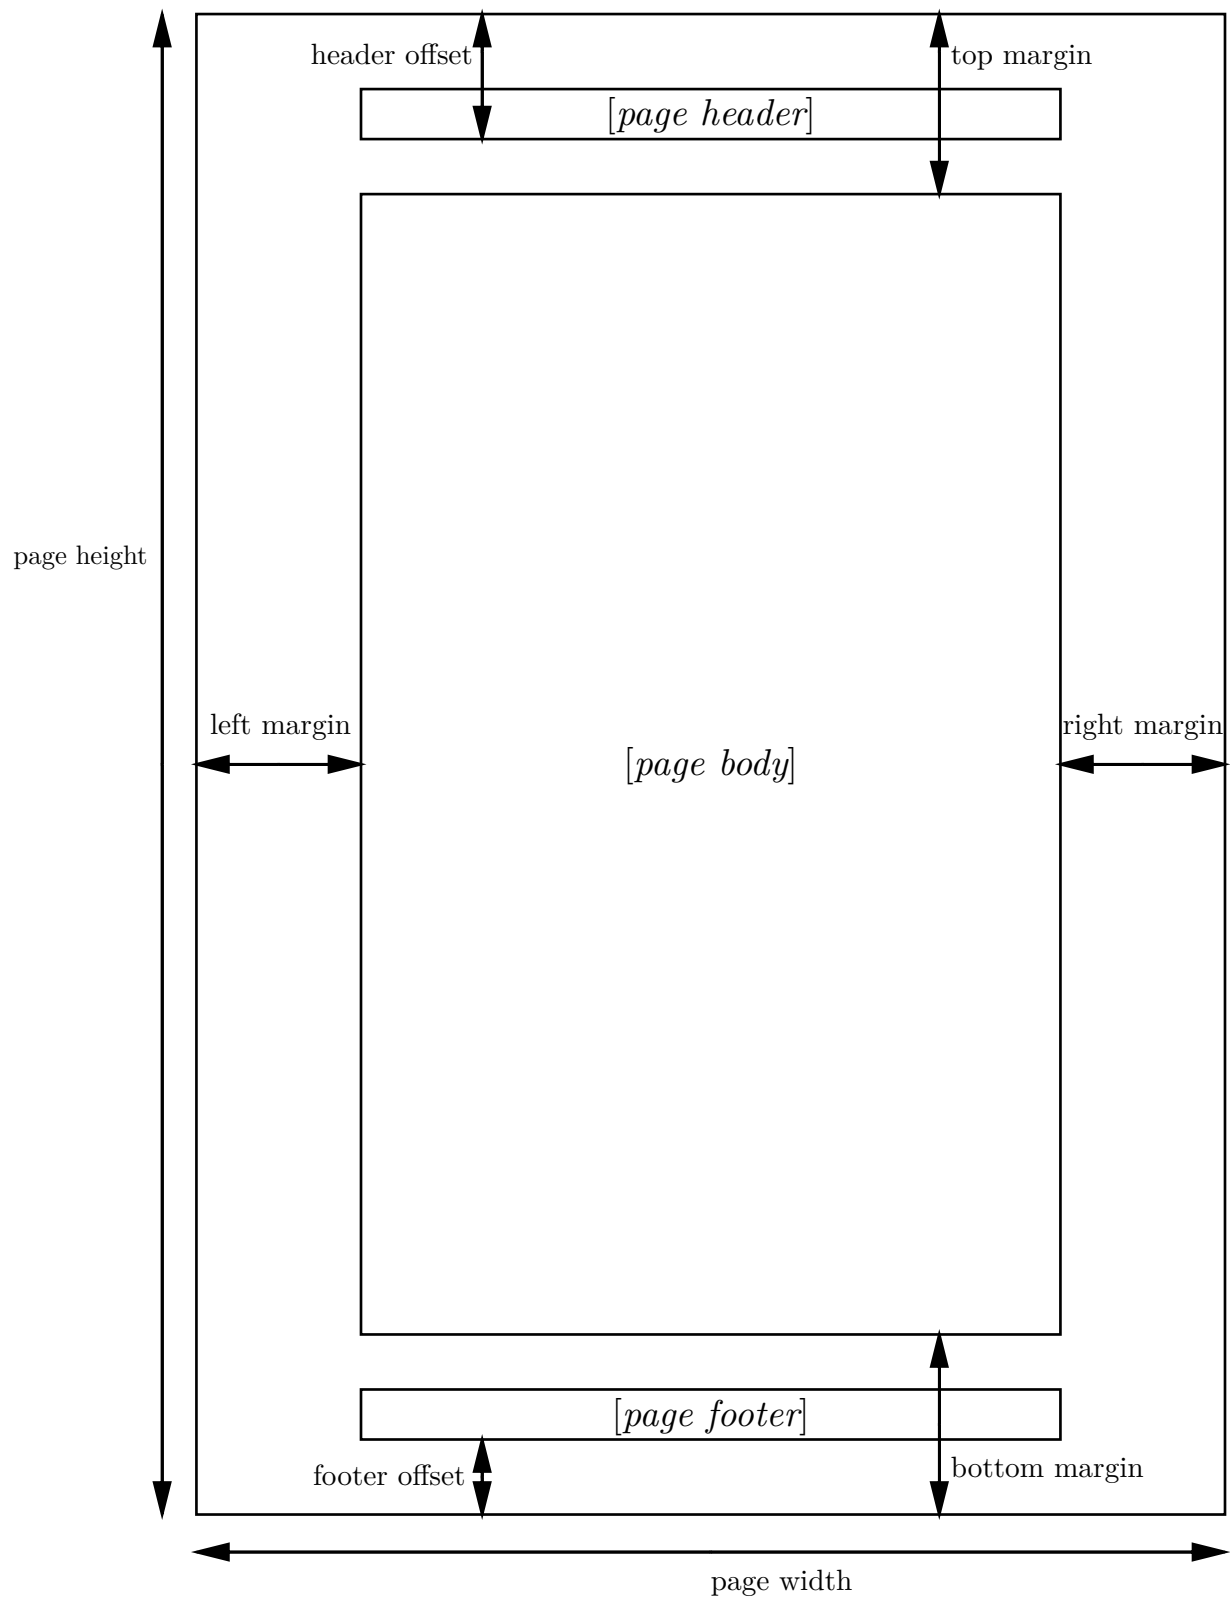 header offset
top margin
[page header]
page height
left margin
right margin
[page body]
[page footer]
footer offset
bottom margin
page width